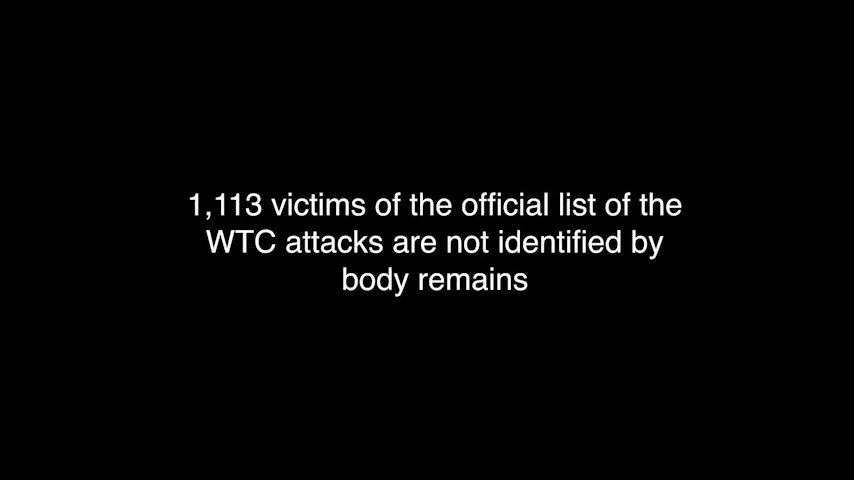 1,113 victims of the official list of the
WTC attacks are not identified by
body remains